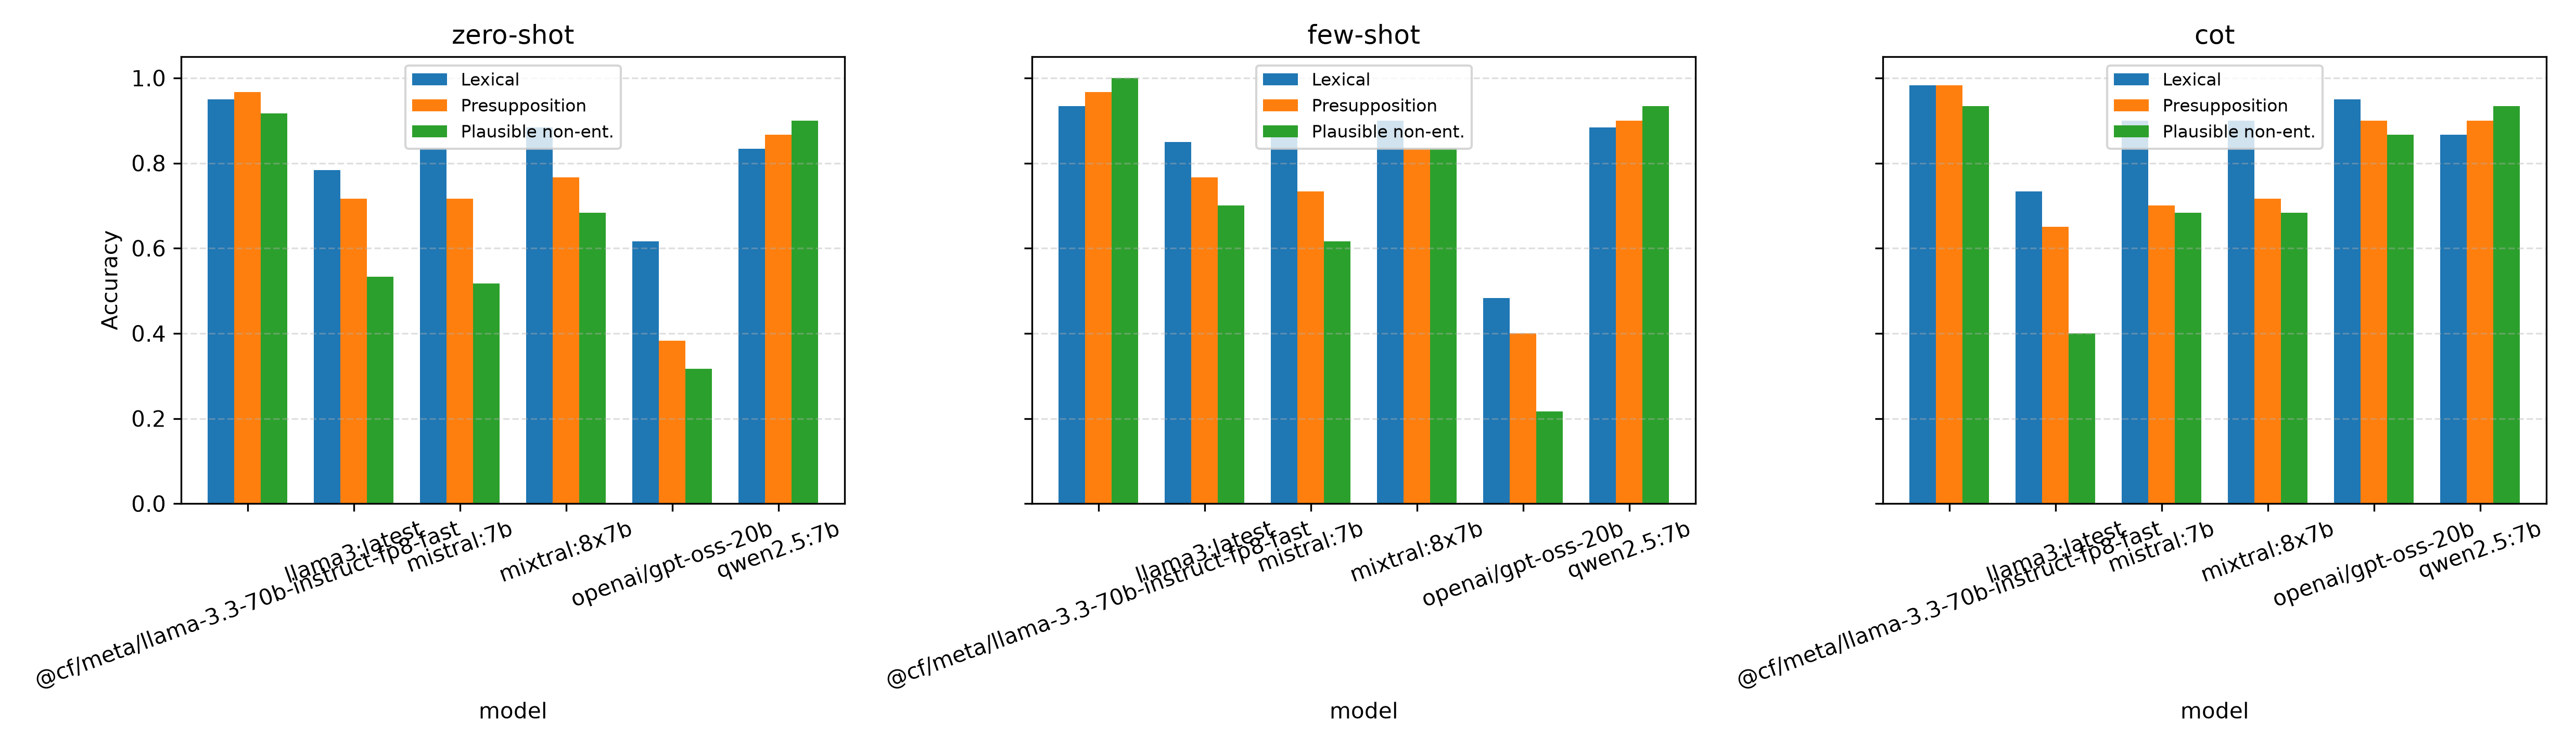 zero-shot
Lexical
Presupposition
Plausible non-ent.
Accuracy
1.0
0.8
0.6
0.4
0.2
0.0
@cf/meta/llama-3.3-70b-instruct-fp8-fast
llama3:latest
mistral:7b
mixtral:8x7b
openai/gpt-oss-20b
qwen2.5:7b
model
few-shot
Lexical
Presupposition
Plausible non-ent.
@cf/meta/llama-3.3-70b-instruct-fp8-fast
llama3:latest
mistral:7b
mixtral:8x7b
openai/gpt-oss-20b
qwen2.5:7b
model
cot
Lexical
Presupposition
Plausible non-ent.
@cf/meta/llama-3.3-70b-instruct-fp8-fast
llama3:latest
mistral:7b
mixtral:8x7b
openai/gpt-oss-20b
qwen2.5:7b
model